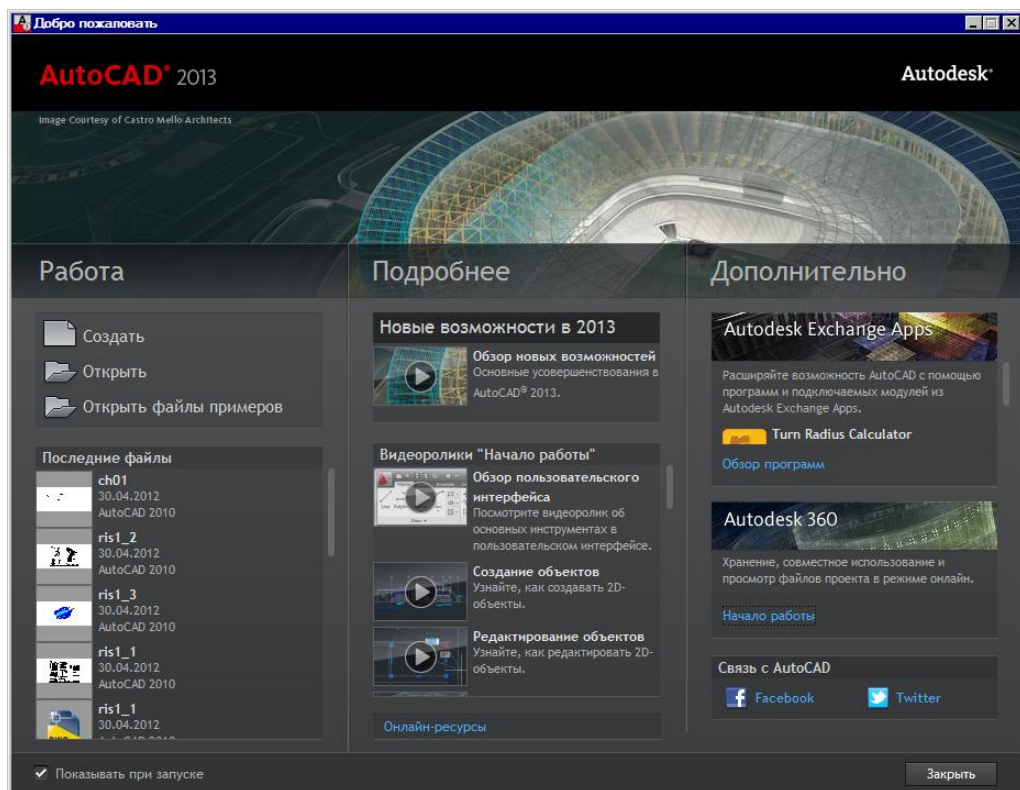 Добро пожаловать
AutoCAD® 2013
Autodesk®
Image Courtesy of Castro Mello Architects
Работа
Создать
Открыть
Открыть файлы примеров
Последние файлы
ch01
30.04.2012
AutoCAD 2010
ris1_2
30.04.2012
AutoCAD 2010
ris1_3
30.04.2012
AutoCAD 2010
ris1_1
30.04.2012
AutoCAD 2010
ris1_1
30.04.2012
Подробнее
Новые возможности в 2013
Обзор новых возможностей
Основные усовершенствования в
AutoCAD® 2013.
Видеоролики "Начало работы"
Обзор пользовательского
интерфейса
Посмотрите видеоролик об
основных инструментах в
пользовательском интерфейсе.
Создание объектов
Узнайте, как создавать 2D-
объекты.
Редактирование объектов
Узнайте, как редактировать 2D-
объекты.
Онлайн-ресурсы
Дополнительно
Autodesk Exchange Apps
Расширяйте возможность AutoCAD с помощью
программ и подключаемых модулей из
Autodesk Exchange Apps.
Turn Radius Calculator
Обзор программ
Autodesk 360
Хранение, совместное использование и
просмотр файлов проекта в режиме онлайн.
Начало работы
Связь с AutoCAD
Facebook
Twitter
Показывать при запуске
Закрыть